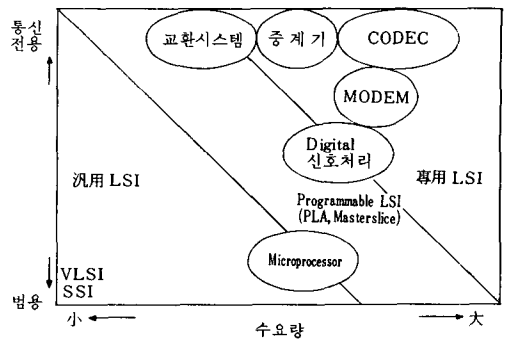 통신
전용
교환시스템
중계기
CODEC
MODEM
Digital
신호처리
汎用 LSI
専用 LSI
Programmable LSI
(PLA, Masterslice)
Microprocessor
VLSI
SSI
범용
小
수요량
大